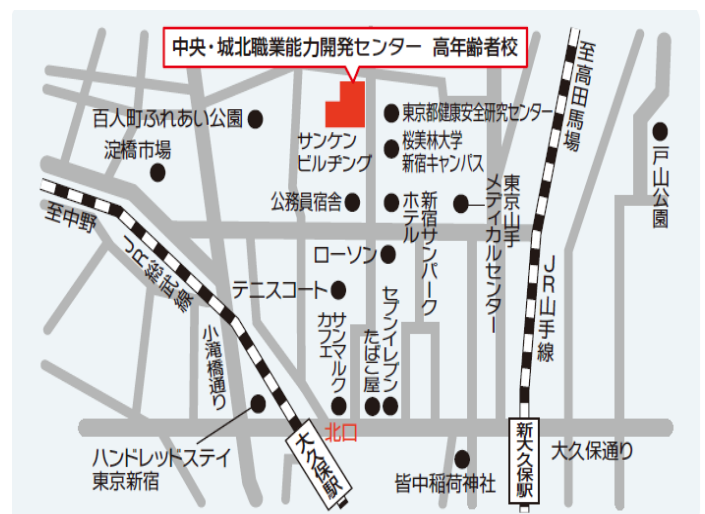 中央・城北職業能力開発センター 高年齢者校
至高田馬場
百人町ふれあい公園
東京都健康安全研究センター
淀橋市場
サンケン
ビルヂング
桜美林大学
新宿キャンパス
戸山公園
至中野
公務員宿舎
新宿サンパーク
ホテル
東京山手
メディカルセンター
JR総武線
ローソン
JR山手線
テニスコート
小滝橋通り
サンマルク
カフェ
たばこ屋
セブンイレブン
北口
大久保駅
新大久保駅
大久保通り
ハンドレッドステイ
東京新宿
皆中稲荷神社